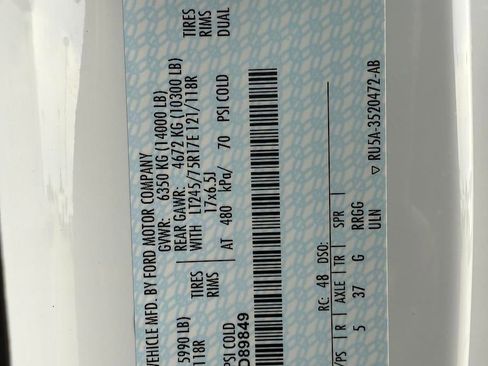 VEHICLE MFD. BY FORD MOTOR COMPANY
GVWR: 6350 KG (14000 LB)
5990 LB) REAR GAWR: 4672 KG (10300 LB)
118R TIRES WITH LT245/75R17E 121/118R TIRES
RIMS 17x6.5J RIMS
PSI COLD AT 480 kPa/ 70 PSI COLD DUAL
D89849
RC: 48 DSO:
/PS | R | AXLE | TR | SPR
5 37 G RRGG
ULN
▽ RU5A-3520472-AB